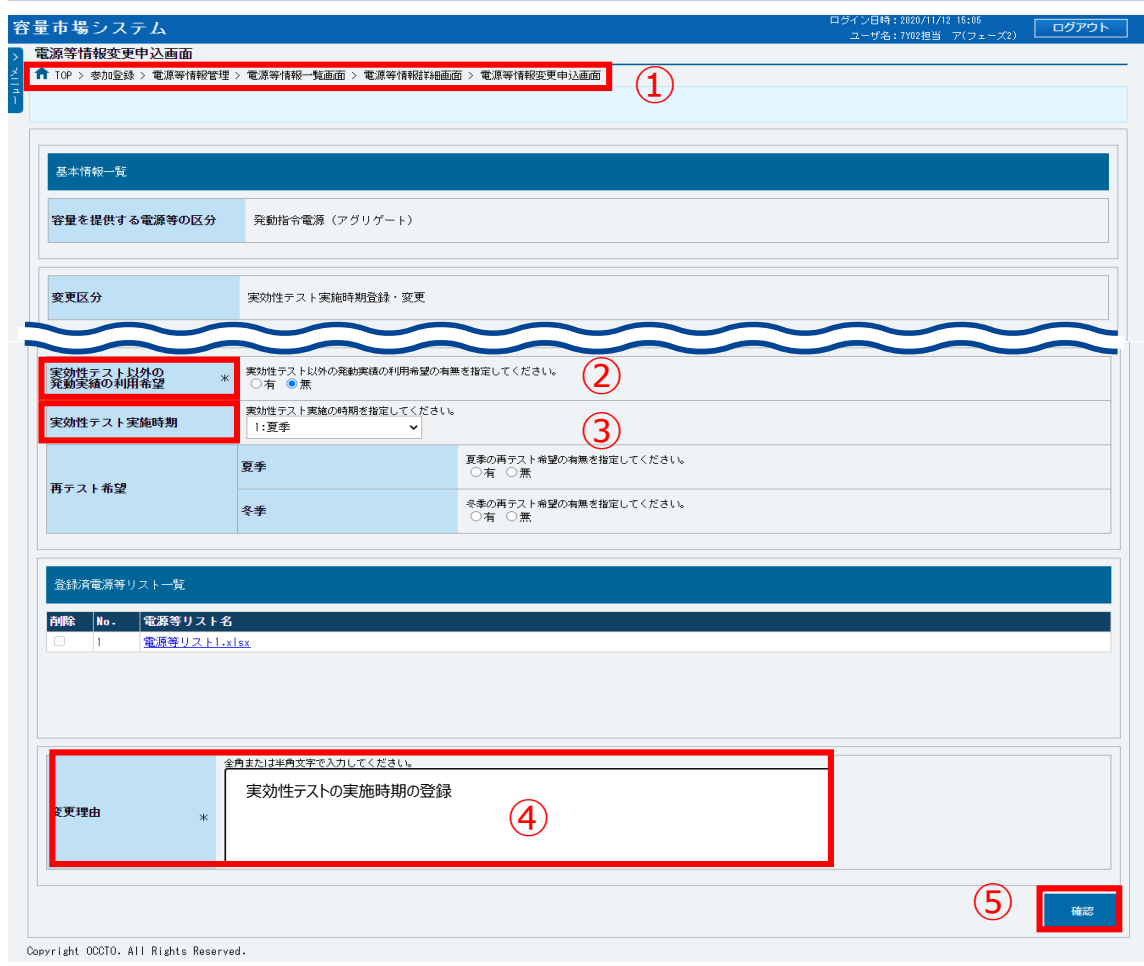 容量市場システム
ログイン日時：2020/11/12 15:05
ユーザ名：7Y02担当　ア(フェーズ2)
ログアウト
>
メニュー
電源等情報変更申込画面
TOP > 参加登録 > 電源等情報管理 > 電源等情報一覧画面 > 電源等情報詳細画面 > 電源等情報変更申込画面
①
基本情報一覧
容量を提供する電源等の区分
発動指令電源（アグリゲート）
変更区分
実効性テスト実施時期登録・変更
実効性テスト以外の
発動実績の利用希望
*
実効性テスト以外の発動実績の利用希望の有無を指定してください。
有 無
②
実効性テスト実施時期
実効性テスト実施の時期を指定してください。
1:夏季
③
再テスト希望
夏季
夏季の再テスト希望の有無を指定してください。
有 無
冬季
冬季の再テスト希望の有無を指定してください。
有 無
登録済電源等リスト一覧
削除 No. 電源等リスト名
1 電源等リスト1.xlsx
全角または半角文字で入力してください。
変更理由
*
実効性テストの実施時期の登録
④
⑤
確認
Copyright OCCTO. All Rights Reserved.